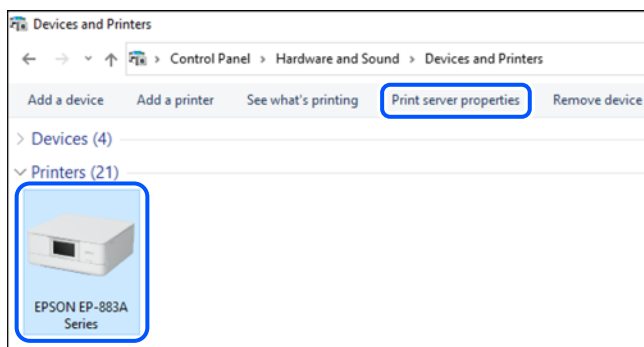 Devices and Printers
Control Panel > Hardware and Sound > Devices and Printers
Add a device Add a printer See what's printing Print server properties Remove device
Devices (4)
Printers (21)
EPSON EP-883A
Series